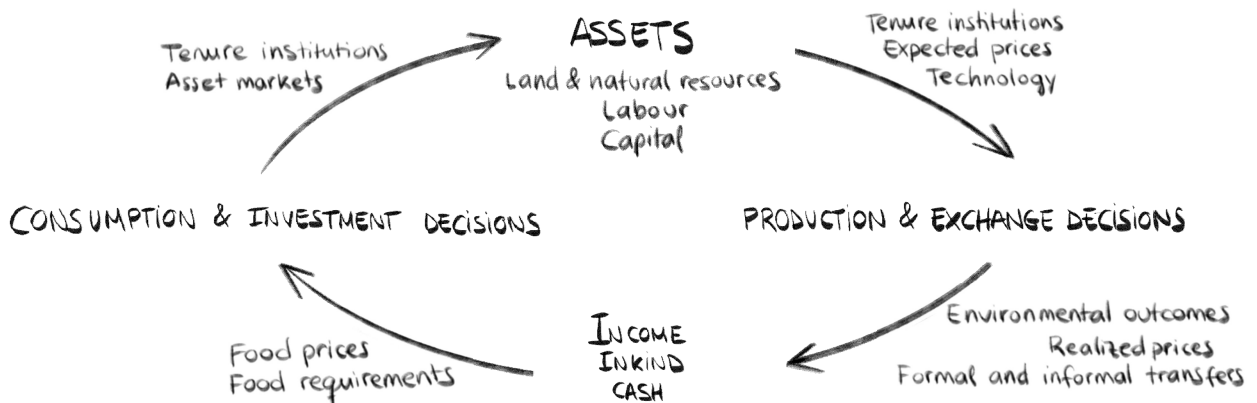 ASSETS
Land & natural resources
Labour
Capital
Tenure institutions
Expected prices
Technology
PRODUCTION & EXCHANGE DECISIONS
Environmental outcomes
Realized prices
Formal and informal transfers
INCOME
INKIND
CASH
Food prices
Food requirements
CONSUMPTION & INVESTMENT DECISIONS
Tenure institutions
Asset markets